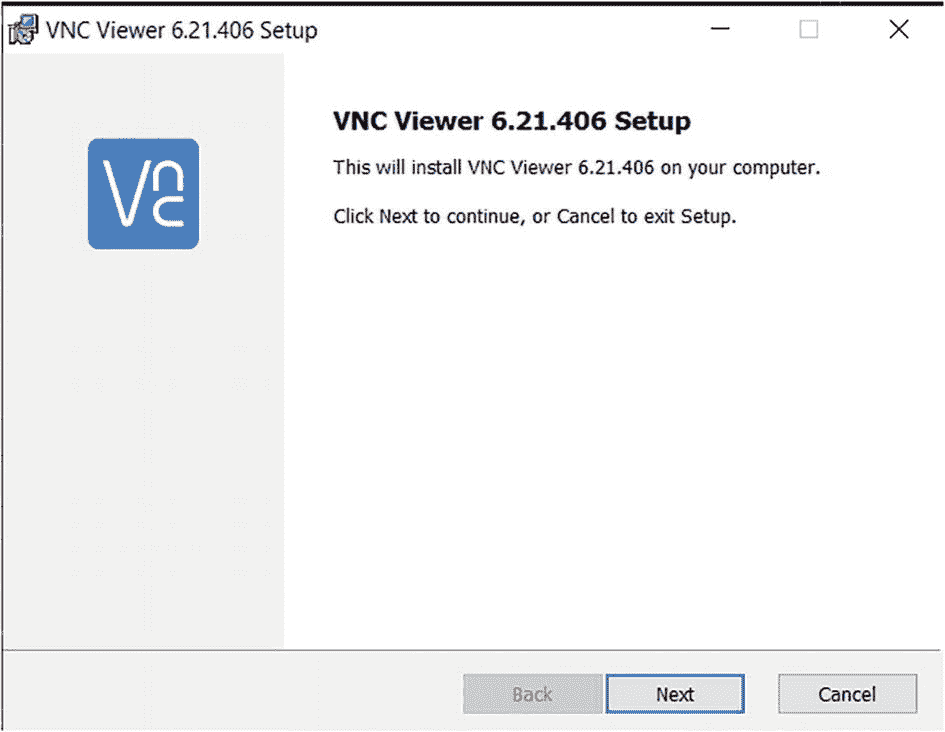 VNC Viewer 6.21.406 Setup
Vnc
VNC Viewer 6.21.406 Setup
This will install VNC Viewer 6.21.406 on your computer.
Click Next to continue, or Cancel to exit Setup.
Back Next Cancel